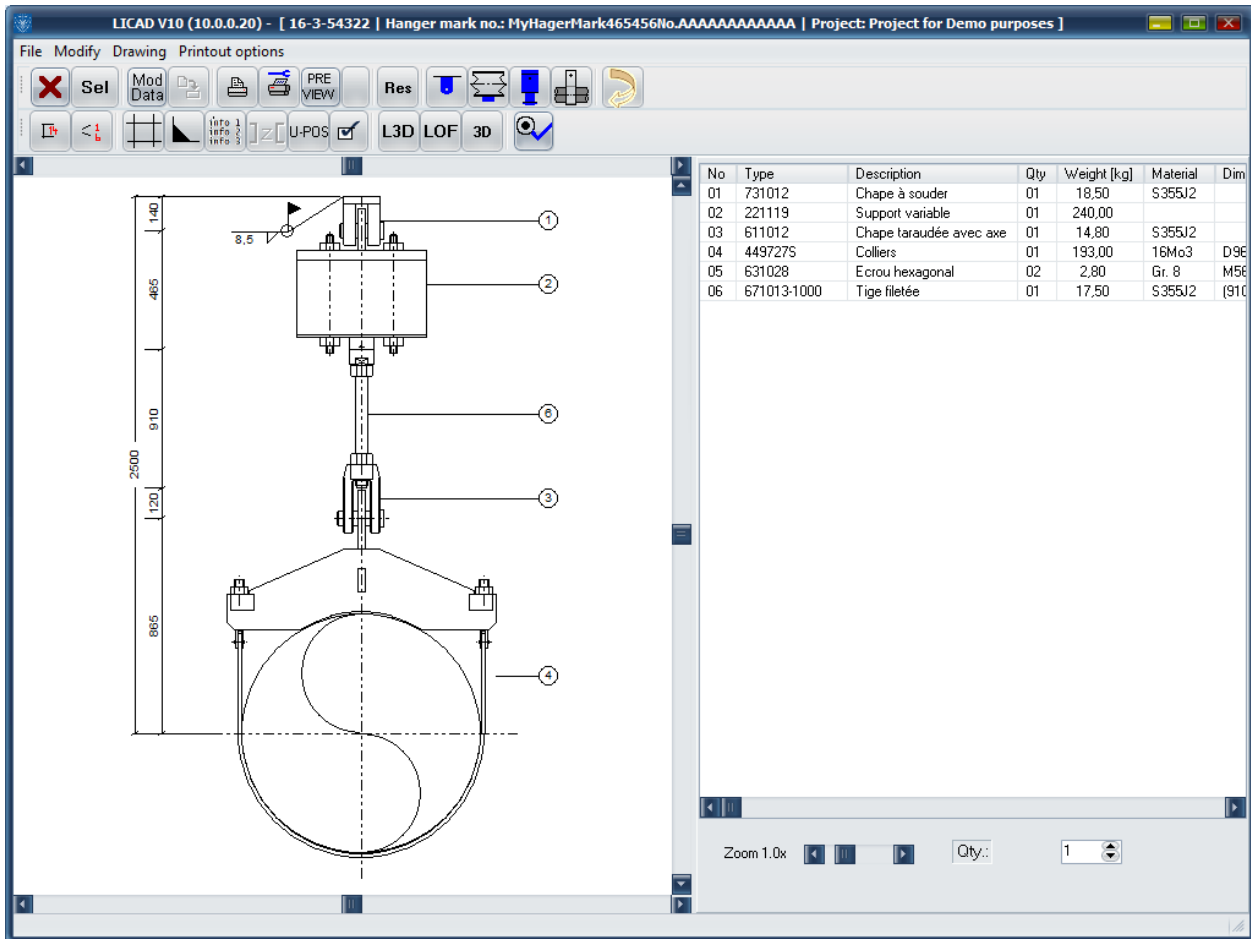 LICAD V10 (10.0.0.20) - [ 16-3-54322 | Hanger mark no.: MyHagerMark465456No.AAAAAAAAAAAA | Project: Project for Demo purposes ]
File Modify Drawing Printout options
Sel Mod Data PRE VIEW Res
14 < 1 6 info 1 info 2 info 3 ]z[ U-POS L3D LOF 3D
No Type Description Qty Weight [kg] Material Dim
01 731012 Chape à souder 01 18,50 S355J2
02 221119 Support variable 01 240,00
03 611012 Chape taraudée avec axe 01 14,80 S355J2
04 449727S Colliers 01 193,00 16Mo3 D96
05 631028 Ecrou hexagonal 02 2,80 Gr. 8 M56
06 671013-1000 Tige filetée 01 17,50 S355J2 (910
140
8,5
1
465
2
910
6
2500
120
3
865
4
Zoom 1.0x Qty.: 1